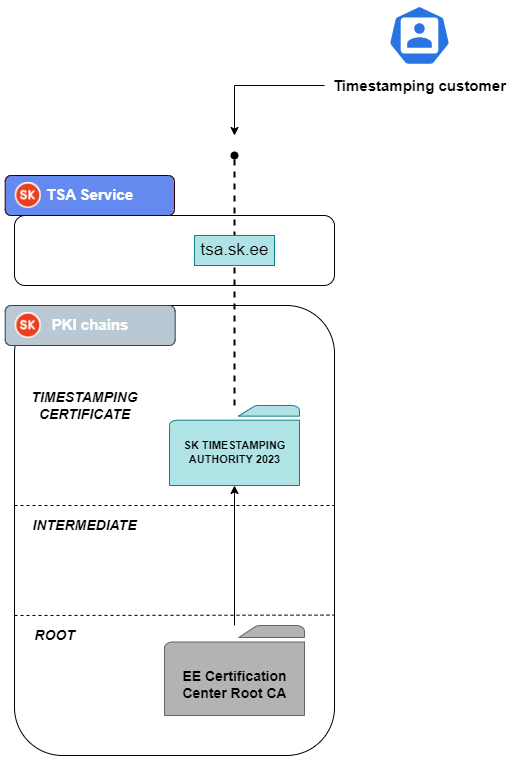 Timestamping customer
SK TSA Service
tsa.sk.ee
SK PKI chains
TIMESTAMPING
CERTIFICATE
SK TIMESTAMPING
AUTHORITY 2023
INTERMEDIATE
ROOT
EE Certification
Center Root CA